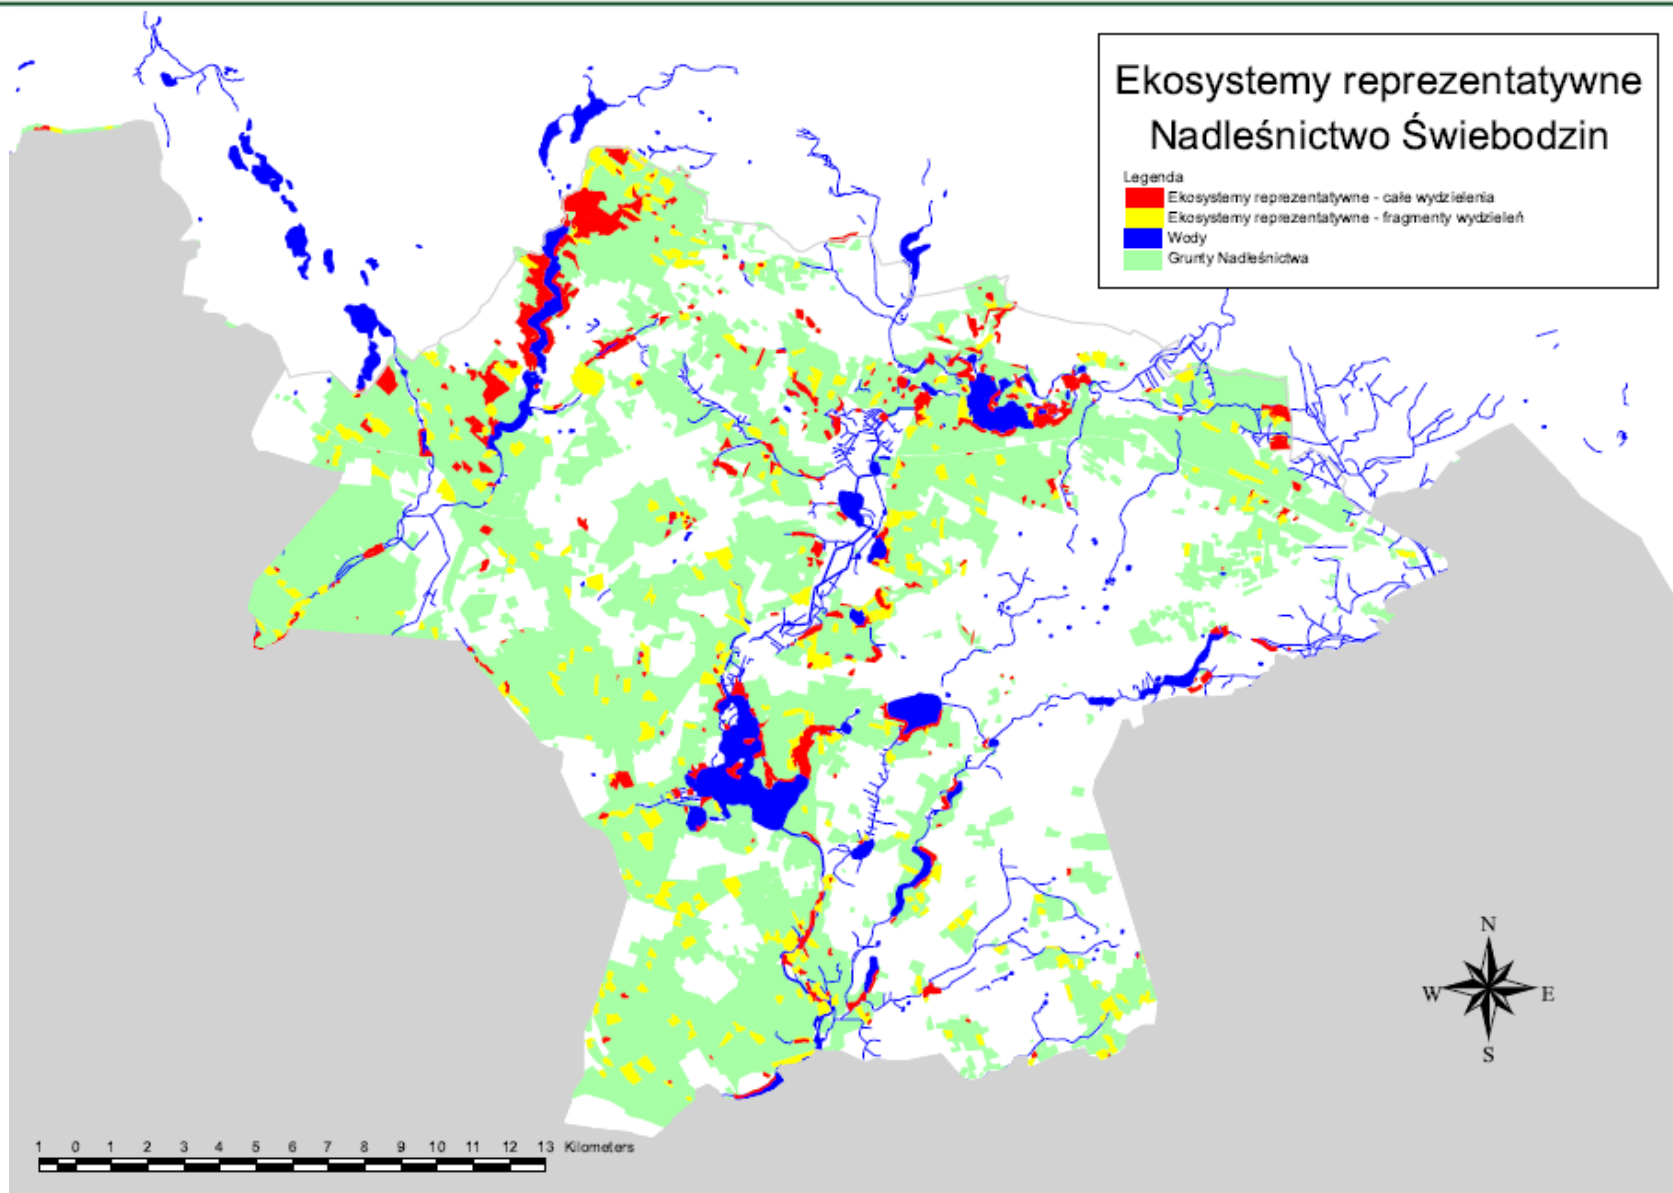 Ekosystemy reprezentatywne
Nadleśnictwo Świebodzin
Legenda
Ekosystemy reprezentatywne - całe wydzielenia
Ekosystemy reprezentatywne - fragmenty wydzieleń
Wody
Grunty Nadleśnictwa
N
W E
S
1 0 1 2 3 4 5 6 7 8 9 10 11 12 13 Kilometers